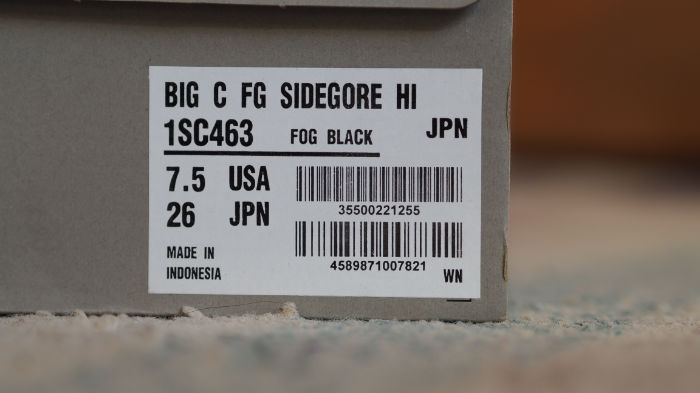 BIG C FG SIDEGORE HI
1SC463 FOG BLACK JPN
7.5 USA
26 JPN
35500221255
4589871007821
MADE IN
INDONESIA
WN